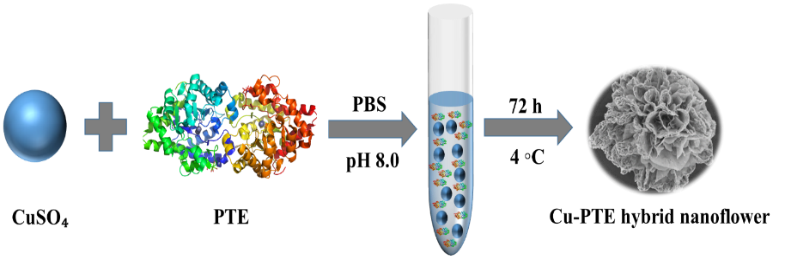 CuSO₄
PTE
PBS
pH 8.0
72 h
4 °C
Cu-PTE hybrid nanoflower